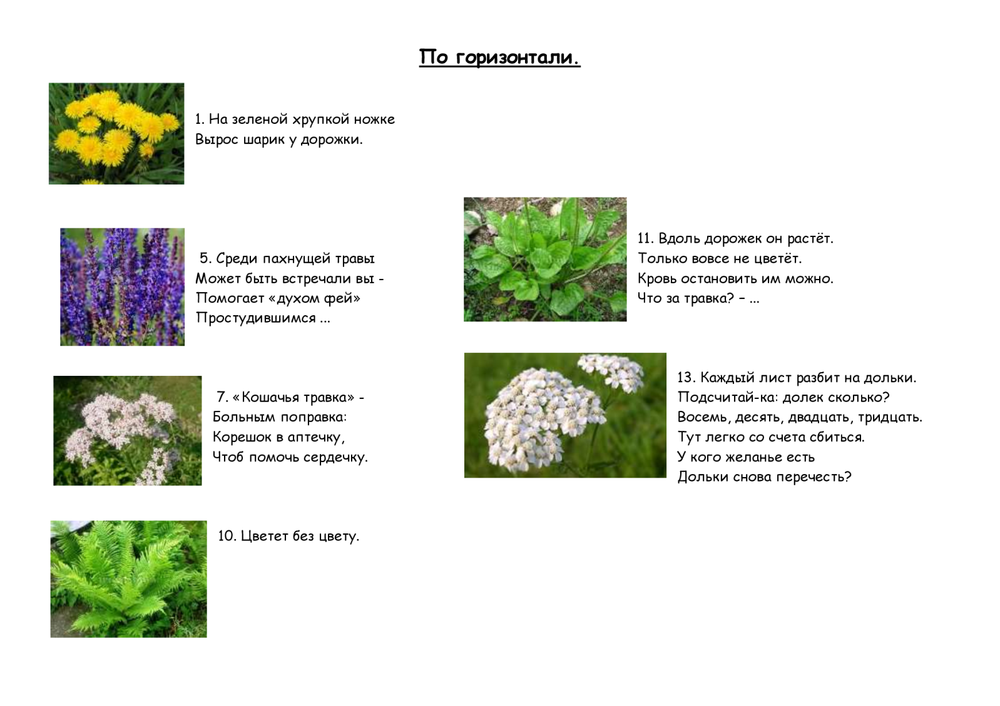 По горизонтали.
1. На зеленой хрупкой ножке
Вырос шарик у дорожки.
5. Среди пахнущей травы
Может быть встречали вы -
Помогает «духом фей»
Простудившимся ...
7. «Кошачья травка» -
Больным поправка:
Корешок в аптечку,
Чтоб помочь сердечку.
10. Цветет без цвету.
11. Вдоль дорожек он растёт.
Только вовсе не цветёт.
Кровь остановить им можно.
Что за травка? – ...
13. Каждый лист разбит на дольки.
Подсчитай-ка: долек сколько?
Восемь, десять, двадцать, тридцать.
Тут легко со счета сбиться.
У кого желанье есть
Дольки снова перечесть?